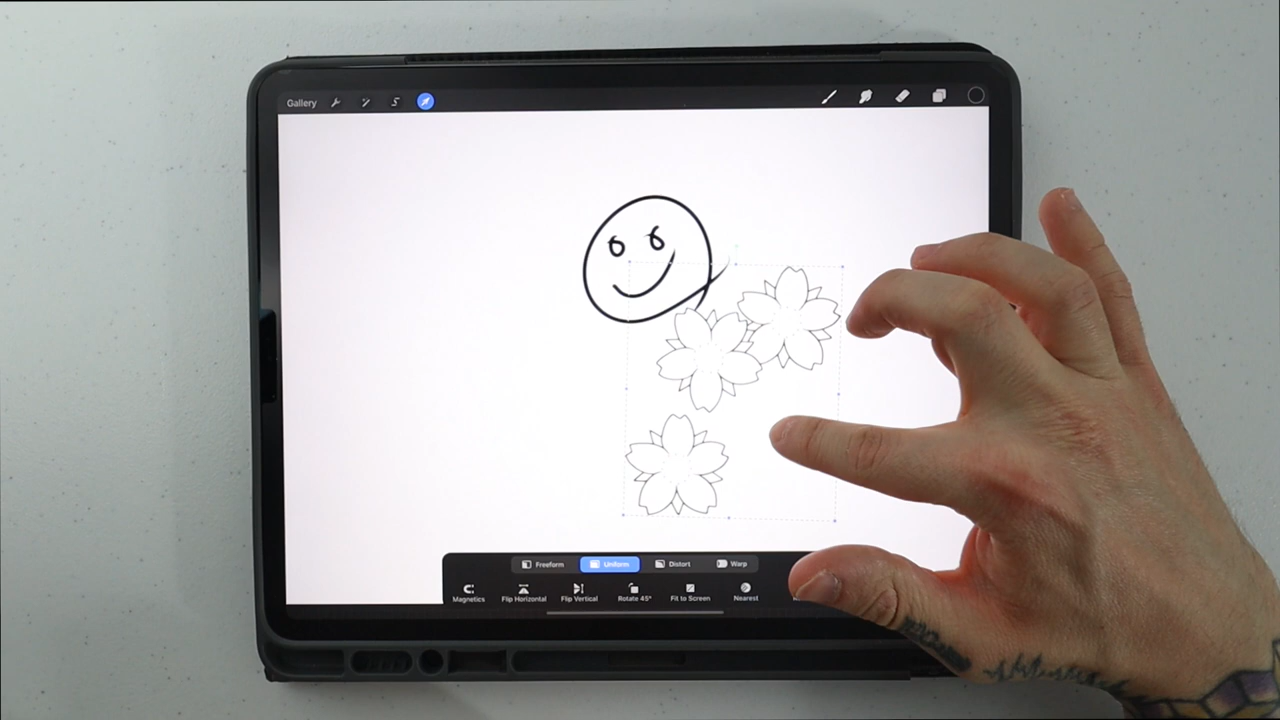 Gallery
Freeform Uniform Distort Warp
Magnetics Flip Horizontal Flip Vertical Rotate 45° Fit to Screen Nearest